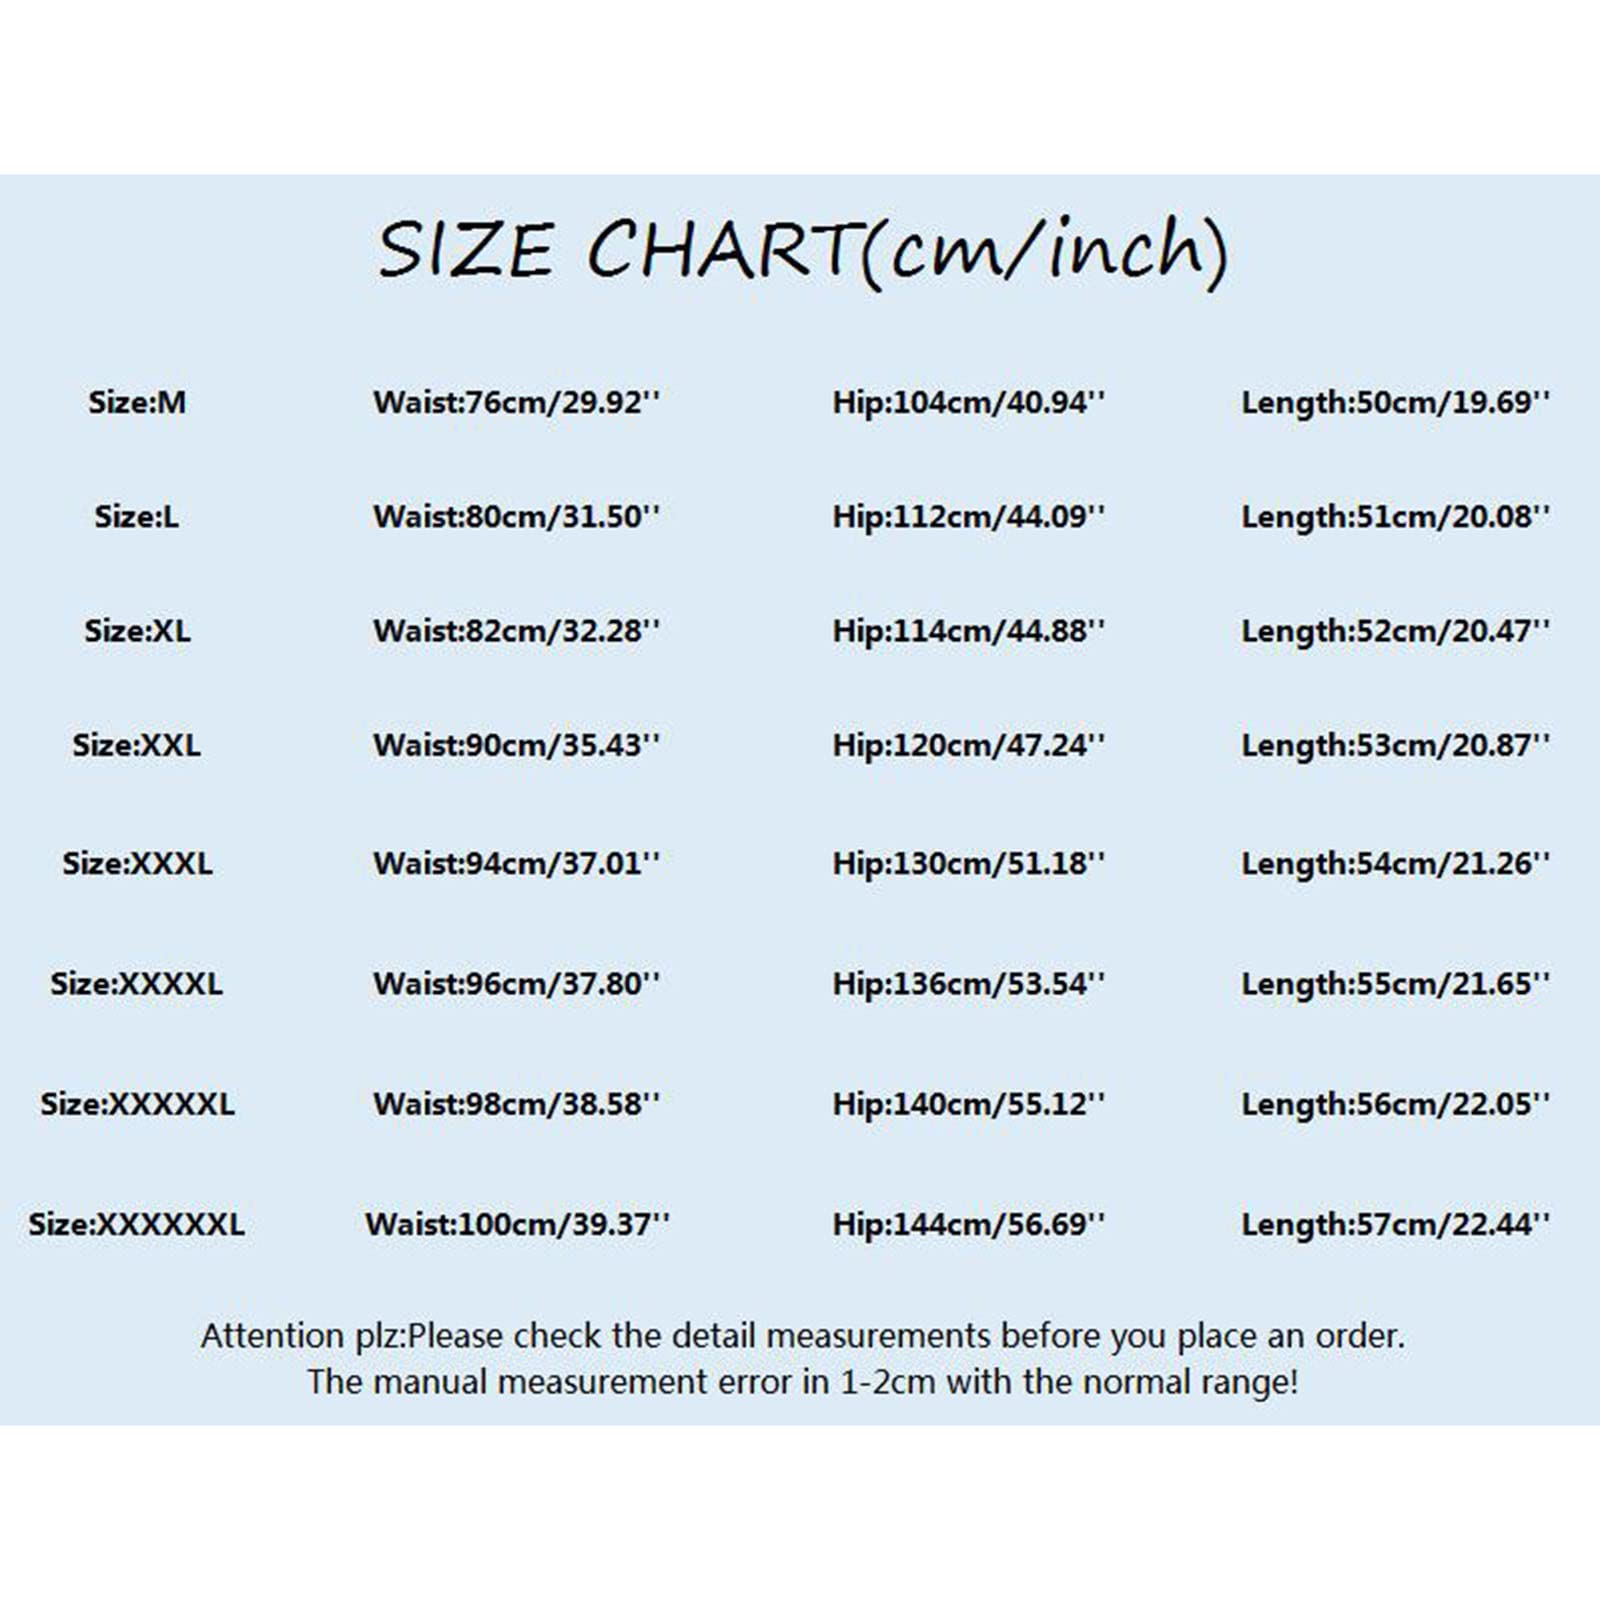 SIZE CHART(cm/inch)
Size:M Waist:76cm/29.92'' Hip:104cm/40.94'' Length:50cm/19.69''
Size:L Waist:80cm/31.50'' Hip:112cm/44.09'' Length:51cm/20.08''
Size:XL Waist:82cm/32.28'' Hip:114cm/44.88'' Length:52cm/20.47''
Size:XXL Waist:90cm/35.43'' Hip:120cm/47.24'' Length:53cm/20.87''
Size:XXXL Waist:94cm/37.01'' Hip:130cm/51.18'' Length:54cm/21.26''
Size:XXXXL Waist:96cm/37.80'' Hip:136cm/53.54'' Length:55cm/21.65''
Size:XXXXXL Waist:98cm/38.58'' Hip:140cm/55.12'' Length:56cm/22.05''
Size:XXXXXXL Waist:100cm/39.37'' Hip:144cm/56.69'' Length:57cm/22.44''
Attention plz:Please check the detail measurements before you place an order.
The manual measurement error in 1-2cm with the normal range!